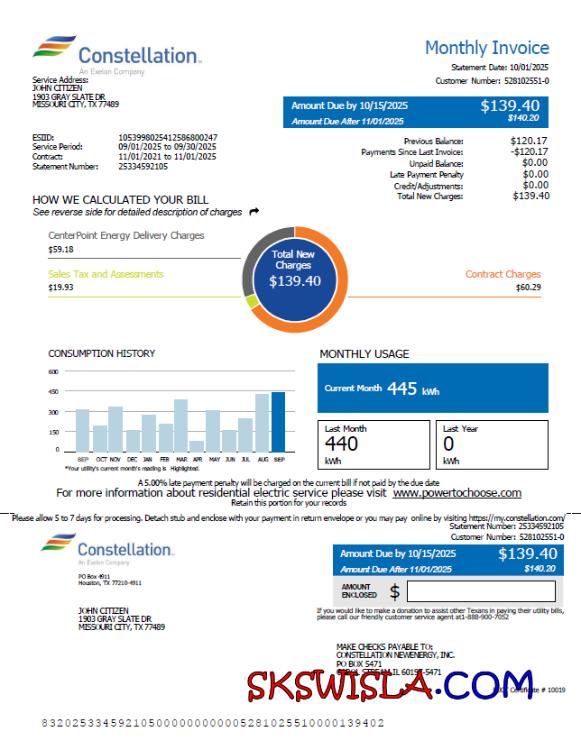 Constellation™
An Exelon Company
Monthly Invoice
Statement Date: 10/01/2025
Customer Number: 528102551-0
Service Address:
JOHN CITIZEN
1903 GRAY SLATE DR
MISSOURI CITY, TX 77489
Amount Due by 10/15/2025 $139.40
Amount Due After 11/01/2025 $140.20
ESIID: 1053998025412586800247
Service Period: 09/01/2025 to 09/30/2025
Contract: 11/01/2021 to 11/01/2025
Statement Number: 25334592105
Previous Balance: $120.17
Payments Since Last Invoice: -$120.17
Unpaid Balance: $0.00
Late Payment Penalty $0.00
Credit/Adjustments: $0.00
Total New Charges: $139.40
HOW WE CALCULATED YOUR BILL
See reverse side for detailed description of charges
CenterPoint Energy Delivery Charges
$59.18
Sales Tax and Assessments
$19.93
Total New
Charges
$139.40
Contract Charges
$60.29
CONSUMPTION HISTORY
600
450
300
150
0
SEP OCT NOV DEC JAN FEB MAR APR MAY JUN JUL AUG SEP
*Your utility's current month's reading is Highlighted.
MONTHLY USAGE
Current Month 445 kWh
Last Month
440
kWh
Last Year
0
kWh
A 5.00% late payment penalty will be charged on the current bill if not paid by the due date
For more information about residential electric service please visit www.powertochoose.com
Retain this portion for your records
Please allow 5 to 7 days for processing. Detach stub and enclose with your payment in return envelope or you may pay online by visiting https://my.constellation.com/
Statement Number: 25334592105
Customer Number: 528102551-0
Constellation™
An Exelon Company
PO Box 4911
Houston, TX 77210-4911
Amount Due by 10/15/2025 $139.40
Amount Due After 11/01/2025 $140.20
AMOUNT
ENCLOSED $
If you would like to make a donation to assist other Texans in paying their utility bills,
please call our friendly customer service agent at1-888-900-7052
JOHN CITIZEN
1903 GRAY SLATE DR
MISSOURI CITY, TX 77489
MAKE CHECKS PAYABLE TO:
CONSTELLATION NEWENERGY, INC.
PO BOX 5471
STREAM, IL 60197-5471
SKSWISLA.COM
Certificate # 10019
832025334592105000000000000528102551000013​9402